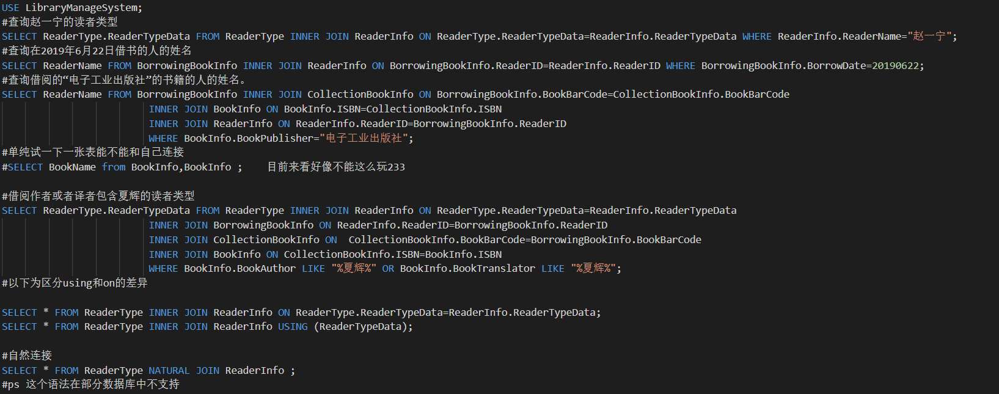 USE LibraryManageSystem;
#查询赵一宁的读者类型
SELECT ReaderType.ReaderTypeData FROM ReaderType INNER JOIN ReaderInfo ON ReaderType.ReaderTypeData=ReaderInfo.ReaderTypeData WHERE ReaderInfo.ReaderName="赵一宁";
#查询在2019年6月22日借书的人的姓名
SELECT ReaderName FROM BorrowingBookInfo INNER JOIN ReaderInfo ON BorrowingBookInfo.ReaderID=ReaderInfo.ReaderID WHERE BorrowingBookInfo.BorrowDate=20190622;
#查询借阅的“电子工业出版社”的书籍的人的姓名。
SELECT ReaderName FROM BorrowingBookInfo INNER JOIN CollectionBookInfo ON BorrowingBookInfo.BookBarCode=CollectionBookInfo.BookBarCode
INNER JOIN BookInfo ON BookInfo.ISBN=CollectionBookInfo.ISBN
INNER JOIN ReaderInfo ON ReaderInfo.ReaderID=BorrowingBookInfo.ReaderID
WHERE BookInfo.BookPublisher="电子工业出版社";
#单纯试一下一张表能不能和自己连接
#SELECT BookName from BookInfo,BookInfo ;    目前来看好像不能这么玩233
#借阅作者或者译者包含夏辉的读者类型
SELECT ReaderType.ReaderTypeData FROM ReaderType INNER JOIN ReaderInfo ON ReaderType.ReaderTypeData=ReaderInfo.ReaderTypeData
INNER JOIN BorrowingBookInfo ON ReaderInfo.ReaderID=BorrowingBookInfo.ReaderID
INNER JOIN CollectionBookInfo ON  CollectionBookInfo.BookBarCode=BorrowingBookInfo.BookBarCode
INNER JOIN BookInfo ON CollectionBookInfo.ISBN=BookInfo.ISBN
WHERE BookInfo.BookAuthor LIKE "%夏辉%" OR BookInfo.BookTranslator LIKE "%夏辉%";
#以下为区分using和on的差异
SELECT * FROM ReaderType INNER JOIN ReaderInfo ON ReaderType.ReaderTypeData=ReaderInfo.ReaderTypeData;
SELECT * FROM ReaderType INNER JOIN ReaderInfo USING (ReaderTypeData);
#自然连接
SELECT * FROM ReaderType NATURAL JOIN ReaderInfo ;
#ps 这个语法在部分数据库中不支持